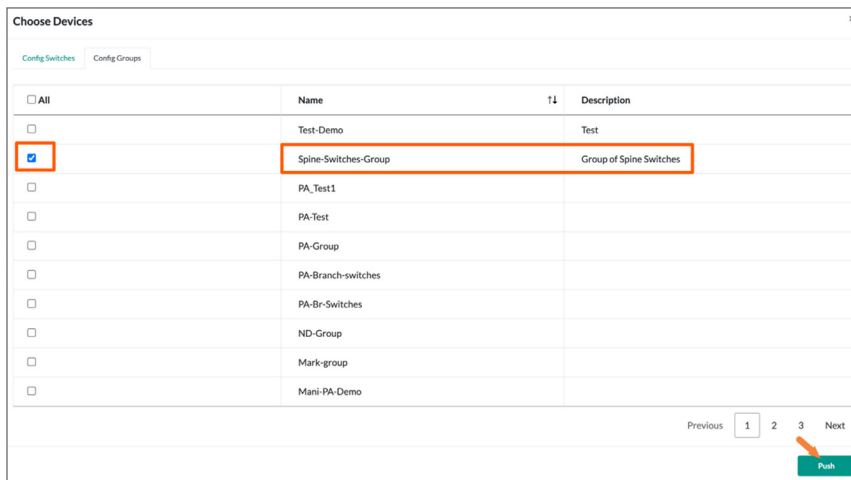 Choose Devices
Config Switches Config Groups
All Name Description
Test-Demo Test
Spine-Switches-Group Group of Spine Switches
PA_Test1
PA-Test
PA-Group
PA-Branch-switches
PA-Br-Switches
ND-Group
Mark-group
Mani-PA-Demo
Previous 1 2 3 Next
Push